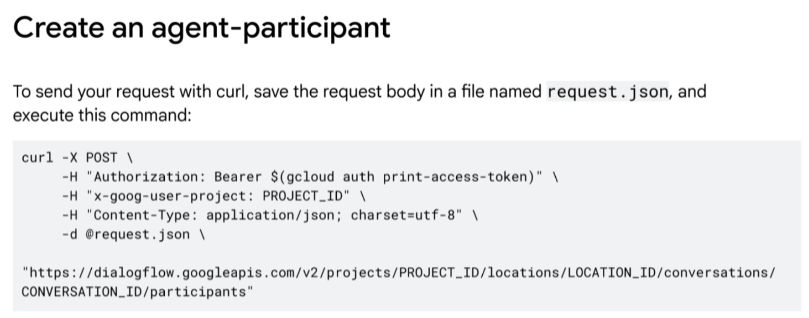 Create an agent-participant
To send your request with curl, save the request body in a file named request.json, and
execute this command:
curl -X POST \
-H "Authorization: Bearer $(gcloud auth print-access-token)" \
-H "x-goog-user-project: PROJECT_ID" \
-H "Content-Type: application/json; charset=utf-8" \
-d @request.json \
"https://dialogflow.googleapis.com/v2/projects/PROJECT_ID/locations/LOCATION_ID/conversations/
CONVERSATION_ID/participants"